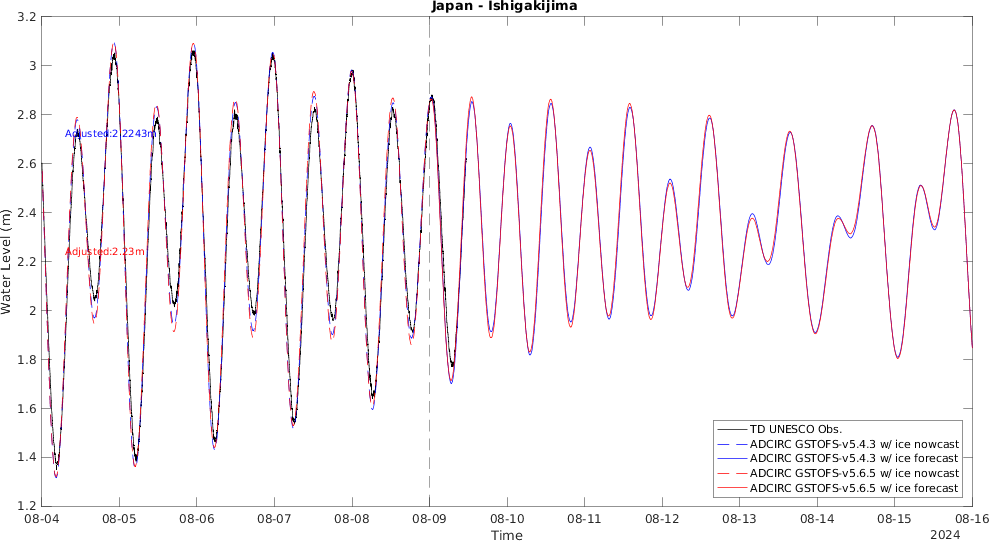 Japan - Ishigakijima
3.2
3
2.8
2.6
2.4
2.2
2
1.8
1.6
1.4
1.2
Water Level (m)
Adjusted:2.2243m
Adjusted:2.23m
TD UNESCO Obs.
ADCIRC GSTOFS-v5.4.3 w/ ice nowcast
ADCIRC GSTOFS-v5.4.3 w/ ice forecast
ADCIRC GSTOFS-v5.6.5 w/ ice nowcast
ADCIRC GSTOFS-v5.6.5 w/ ice forecast
08-04 08-05 08-06 08-07 08-08 08-09 08-10 08-11 08-12 08-13 08-14 08-15 08-16
Time
2024